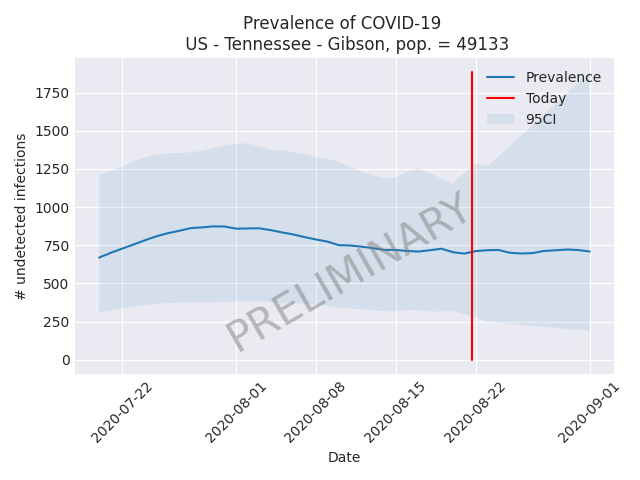 Prevalence of COVID-19
US - Tennessee - Gibson, pop. = 49133
Prevalence
Today
95CI
# undetected infections
1750
1500
1250
1000
750
500
250
0
PRELIMINARY
2020-07-22
2020-08-01
2020-08-08
2020-08-15
2020-08-22
2020-09-01
Date